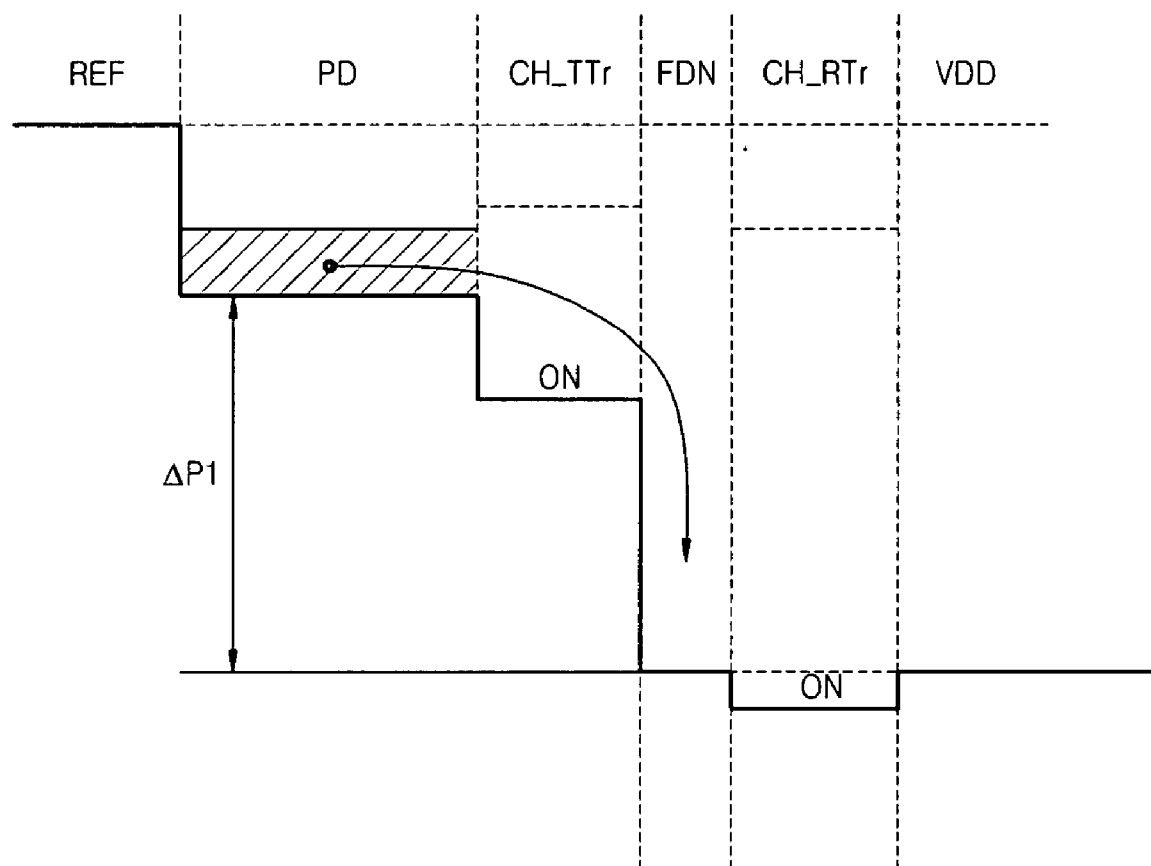 REF PD CH_TTr FDN CH_RTr VDD
ON
ΔP1
ON